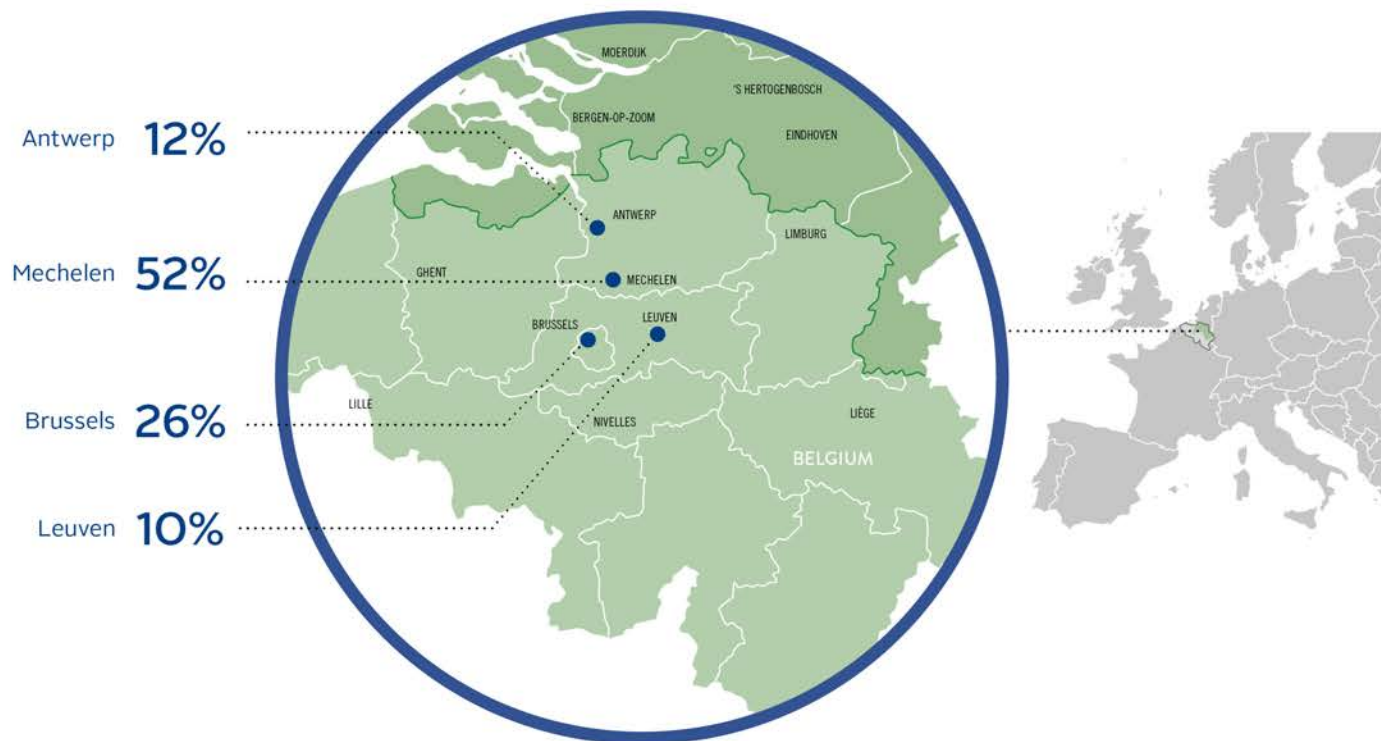 Antwerp 12%
Mechelen 52%
Brussels 26%
Leuven 10%
MOERDIJK
'S HERTOGENBOSCH
BERGEN-OP-ZOOM
EINDHOVEN
ANTWERP
LIMBURG
GHENT
MECHELEN
BRUSSELS
LEUVEN
LILLE
NIVELLES
LIÈGE
BELGIUM